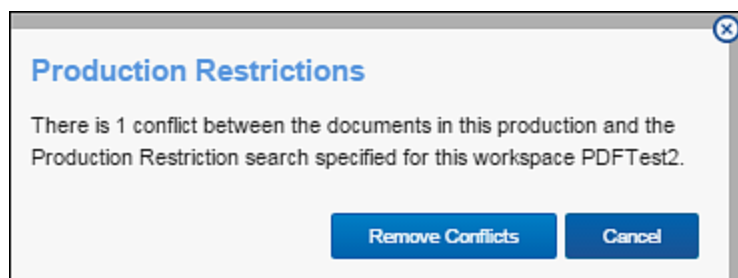 Production Restrictions
There is 1 conflict between the documents in this production and the
Production Restriction search specified for this workspace PDFTest2.
Remove Conflicts Cancel